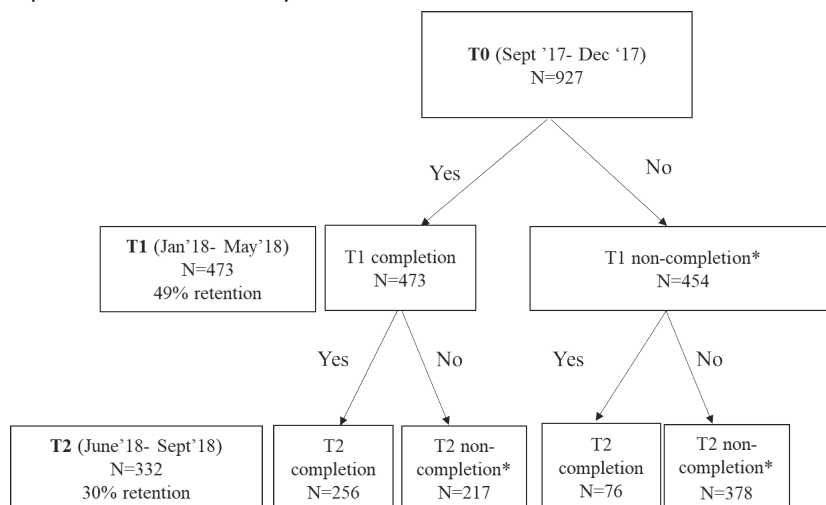 T0 (Sept '17- Dec ‘17)
N=927
Yes
No
T1 (Jan'18- May'18)
N=473
49% retention
T1 completion
N=473
T1 non-completion*
N=454
Yes
No
Yes
No
T2 (June'18- Sept'18)
N=332
30% retention
T2
completion
N=256
T2 non-
completion*
N=217
T2
completion
N=76
T2 non-
completion*
N=378